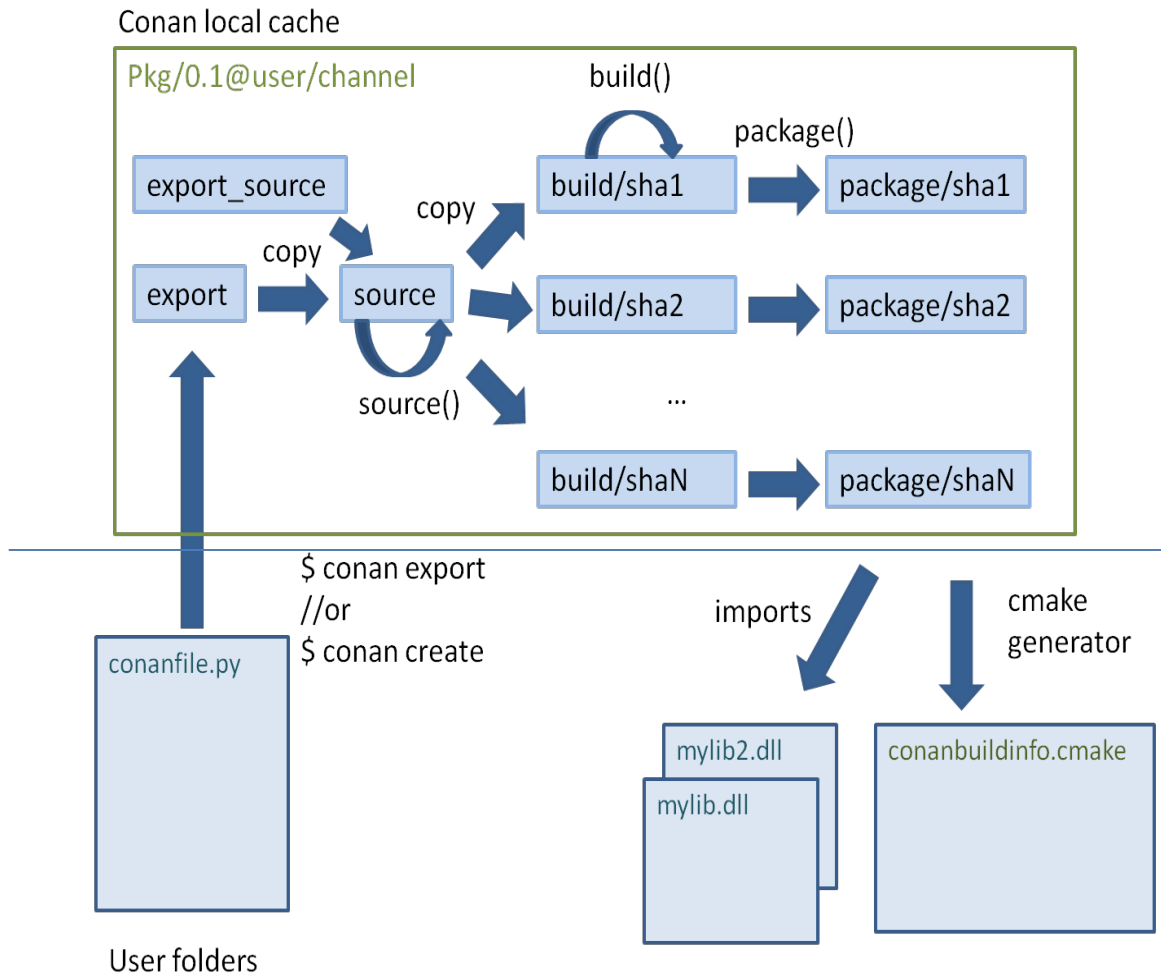 Conan local cache
Pkg/0.1@user/channel
build()
package()
export_source
build/sha1
package/sha1
copy
copy
export
source
build/sha2
package/sha2
source()
...
build/shaN
package/shaN
$ conan export
//or
$ conan create
imports
cmake
generator
conanfile.py
mylib2.dll
conanbuildinfo.cmake
mylib.dll
User folders